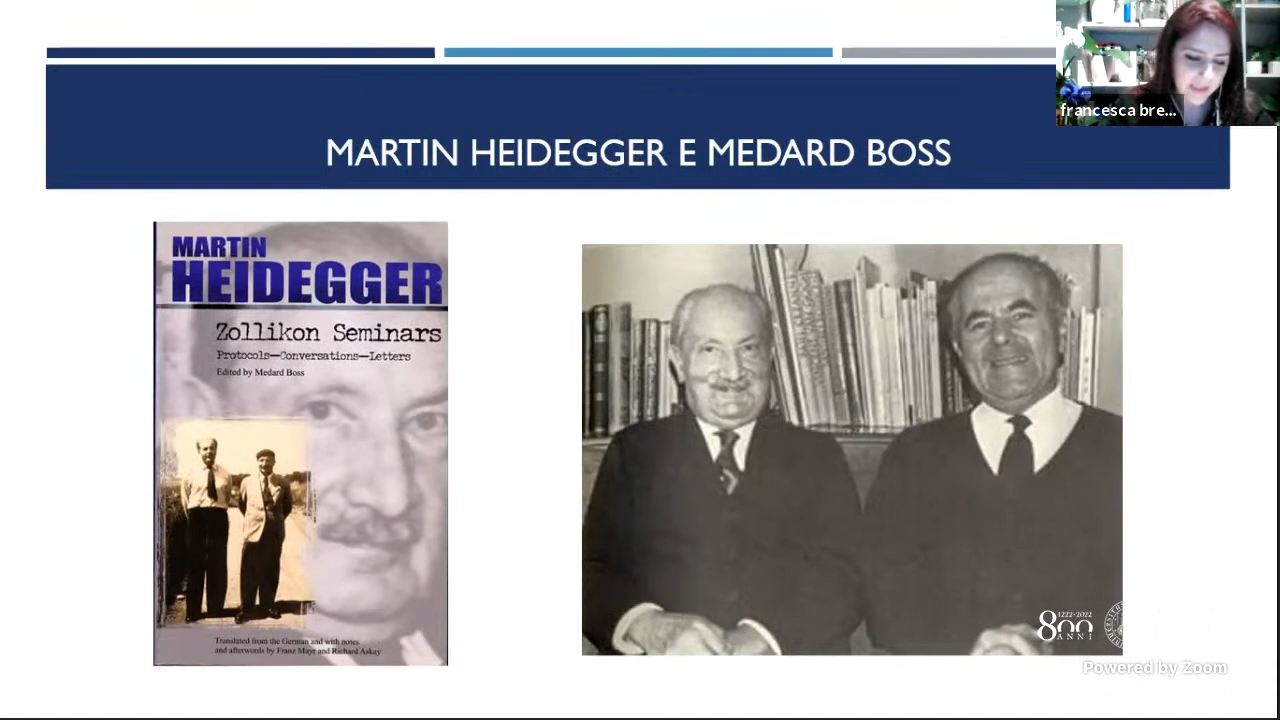 francesca bre...
MARTIN HEIDEGGER E MEDARD BOSS
MARTIN
HEIDEGGER
Zollikon Seminars
Protocols—Conversations—Letters
Edited by Medard Boss
Translated from the German and with notes
and afterwords by Franz Mayr and Richard Askay
1222•2022
800
ANNI
Powered by Zoom